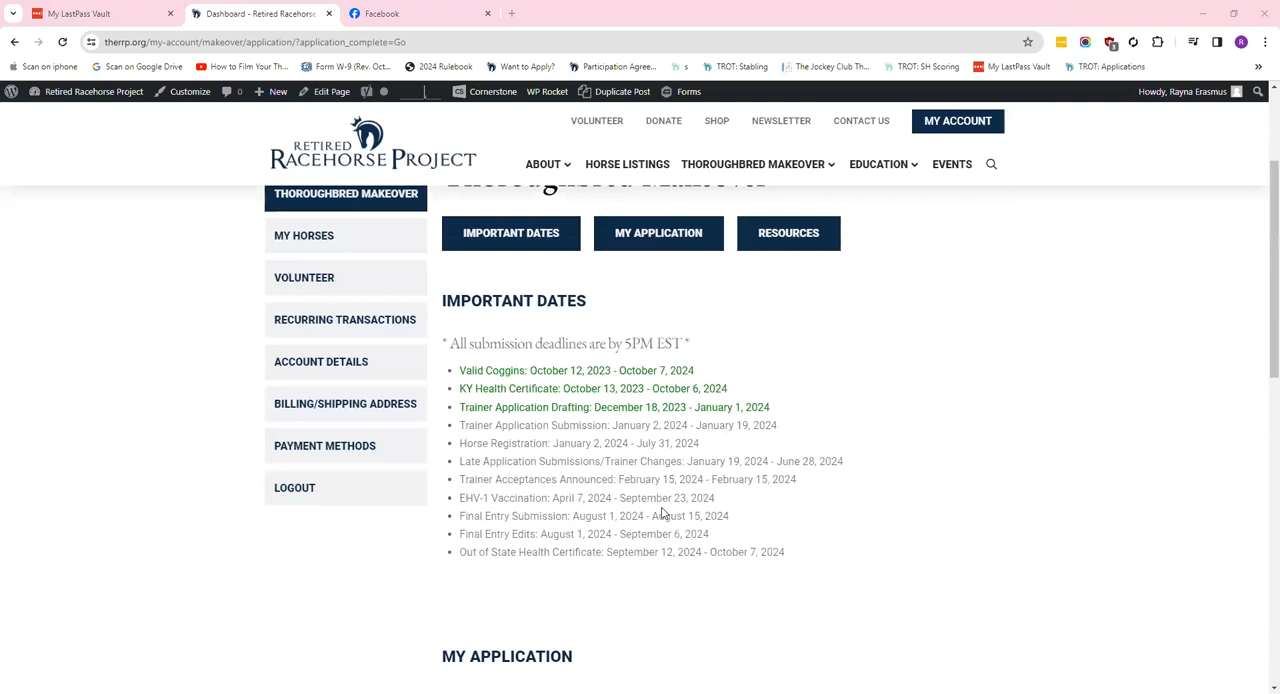 My LastPass Vault
Dashboard - Retired Racehorse
Facebook
therrp.org/my-account/makeover/application/?application_complete=Go
Scan on iphone
Scan on Google Drive
How to Film Your Th...
Form W-9 (Rev. Oct...
2024 Rulebook
Want to Apply?
Participation Agree...
s
TROT: Stabling
The Jockey Club Th...
TROT: SH Scoring
My LastPass Vault
TROT: Applications
Retired Racehorse Project
Customize
0
New
Edit Page
Cornerstone
WP Rocket
Duplicate Post
Forms
Howdy, Rayna Erasmus
RETIRED
RACEHORSE PROJECT
VOLUNTEER DONATE SHOP NEWSLETTER CONTACT US MY ACCOUNT
ABOUT HORSE LISTINGS THOROUGHBRED MAKEOVER EDUCATION EVENTS
Thoroughbred Makeover
THOROUGHBRED MAKEOVER
MY HORSES
VOLUNTEER
RECURRING TRANSACTIONS
ACCOUNT DETAILS
BILLING/SHIPPING ADDRESS
PAYMENT METHODS
LOGOUT
IMPORTANT DATES
MY APPLICATION
RESOURCES
IMPORTANT DATES
* All submission deadlines are by 5PM EST *
Valid Coggins: October 12, 2023 - October 7, 2024
KY Health Certificate: October 13, 2023 - October 6, 2024
Trainer Application Drafting: December 18, 2023 - January 1, 2024
Trainer Application Submission: January 2, 2024 - January 19, 2024
Horse Registration: January 2, 2024 - July 31, 2024
Late Application Submissions/Trainer Changes: January 19, 2024 - June 28, 2024
Trainer Acceptances Announced: February 15, 2024 - February 15, 2024
EHV-1 Vaccination: April 7, 2024 - September 23, 2024
Final Entry Submission: August 1, 2024 - August 15, 2024
Final Entry Edits: August 1, 2024 - September 6, 2024
Out of State Health Certificate: September 12, 2024 - October 7, 2024
MY APPLICATION